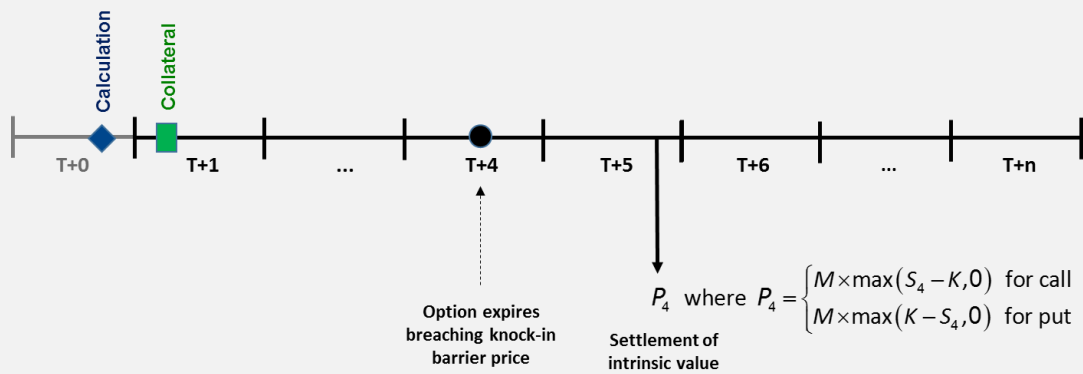 Calculation
Collateral
T+0
T+1
...
T+4
T+5
T+6
...
T+n
Option expires
breaching knock-in
barrier price
P₄ where P₄ = { M×max(S₄−K,0) for call
M×max(K−S₄,0) for put
Settlement of
intrinsic value